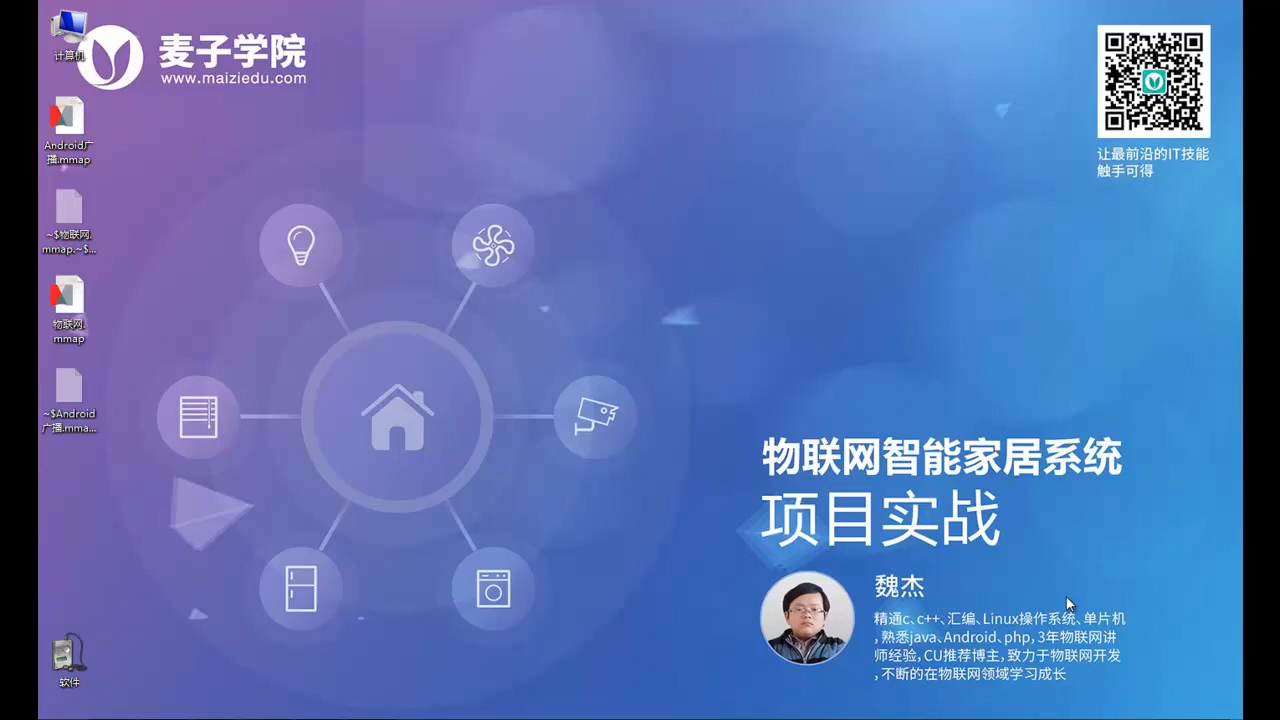 计算机
麦子学院
www.maiziedu.com
Android广
播.mmap
~$物联网.
mmap.~$...
物联网.
mmap
~$Android
广播.mma...
软件
让最前沿的IT技能
触手可得
物联网智能家居系统
项目实战
魏杰
精通c、c++、汇编、Linux操作系统、单片机
,熟悉java、Android、php，3年物联网讲
师经验，CU推荐博主，致力于物联网开发
,不断的在物联网领域学习成长